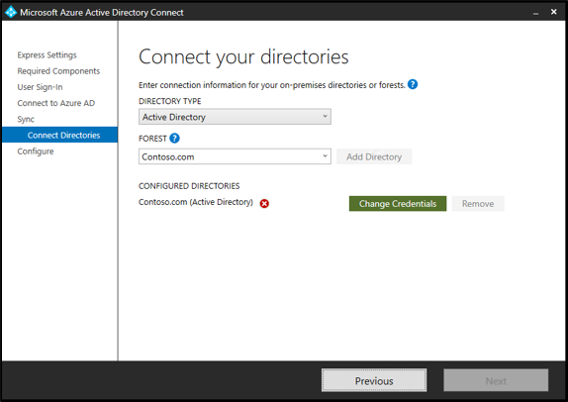 Microsoft Azure Active Directory Connect
Express Settings
Required Components
User Sign-In
Connect to Azure AD
Sync
Connect Directories
Configure
Connect your directories
Enter connection information for your on-premises directories or forests. ?
DIRECTORY TYPE
Active Directory
FOREST ?
Contoso.com
Add Directory
CONFIGURED DIRECTORIES
Contoso.com (Active Directory)
Change Credentials
Remove
Previous
Next